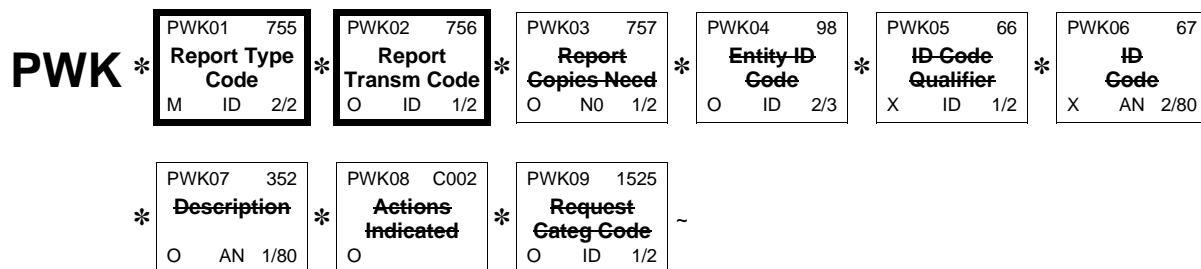 PWK01 755 PWK02 756 PWK03 757 PWK04 98 PWK05 66 PWK06 67
PWK * Report Type Code * Report Transm Code * Report Copies Need * Entity ID Code * ID Code Qualifier * ID Code
M ID 2/2 O ID 1/2 O N0 1/2 O ID 2/3 X ID 1/2 X AN 2/80
PWK07 352 PWK08 C002 PWK09 1525
* Description * Actions Indicated * Request Categ Code ~
O AN 1/80 O O ID 1/2